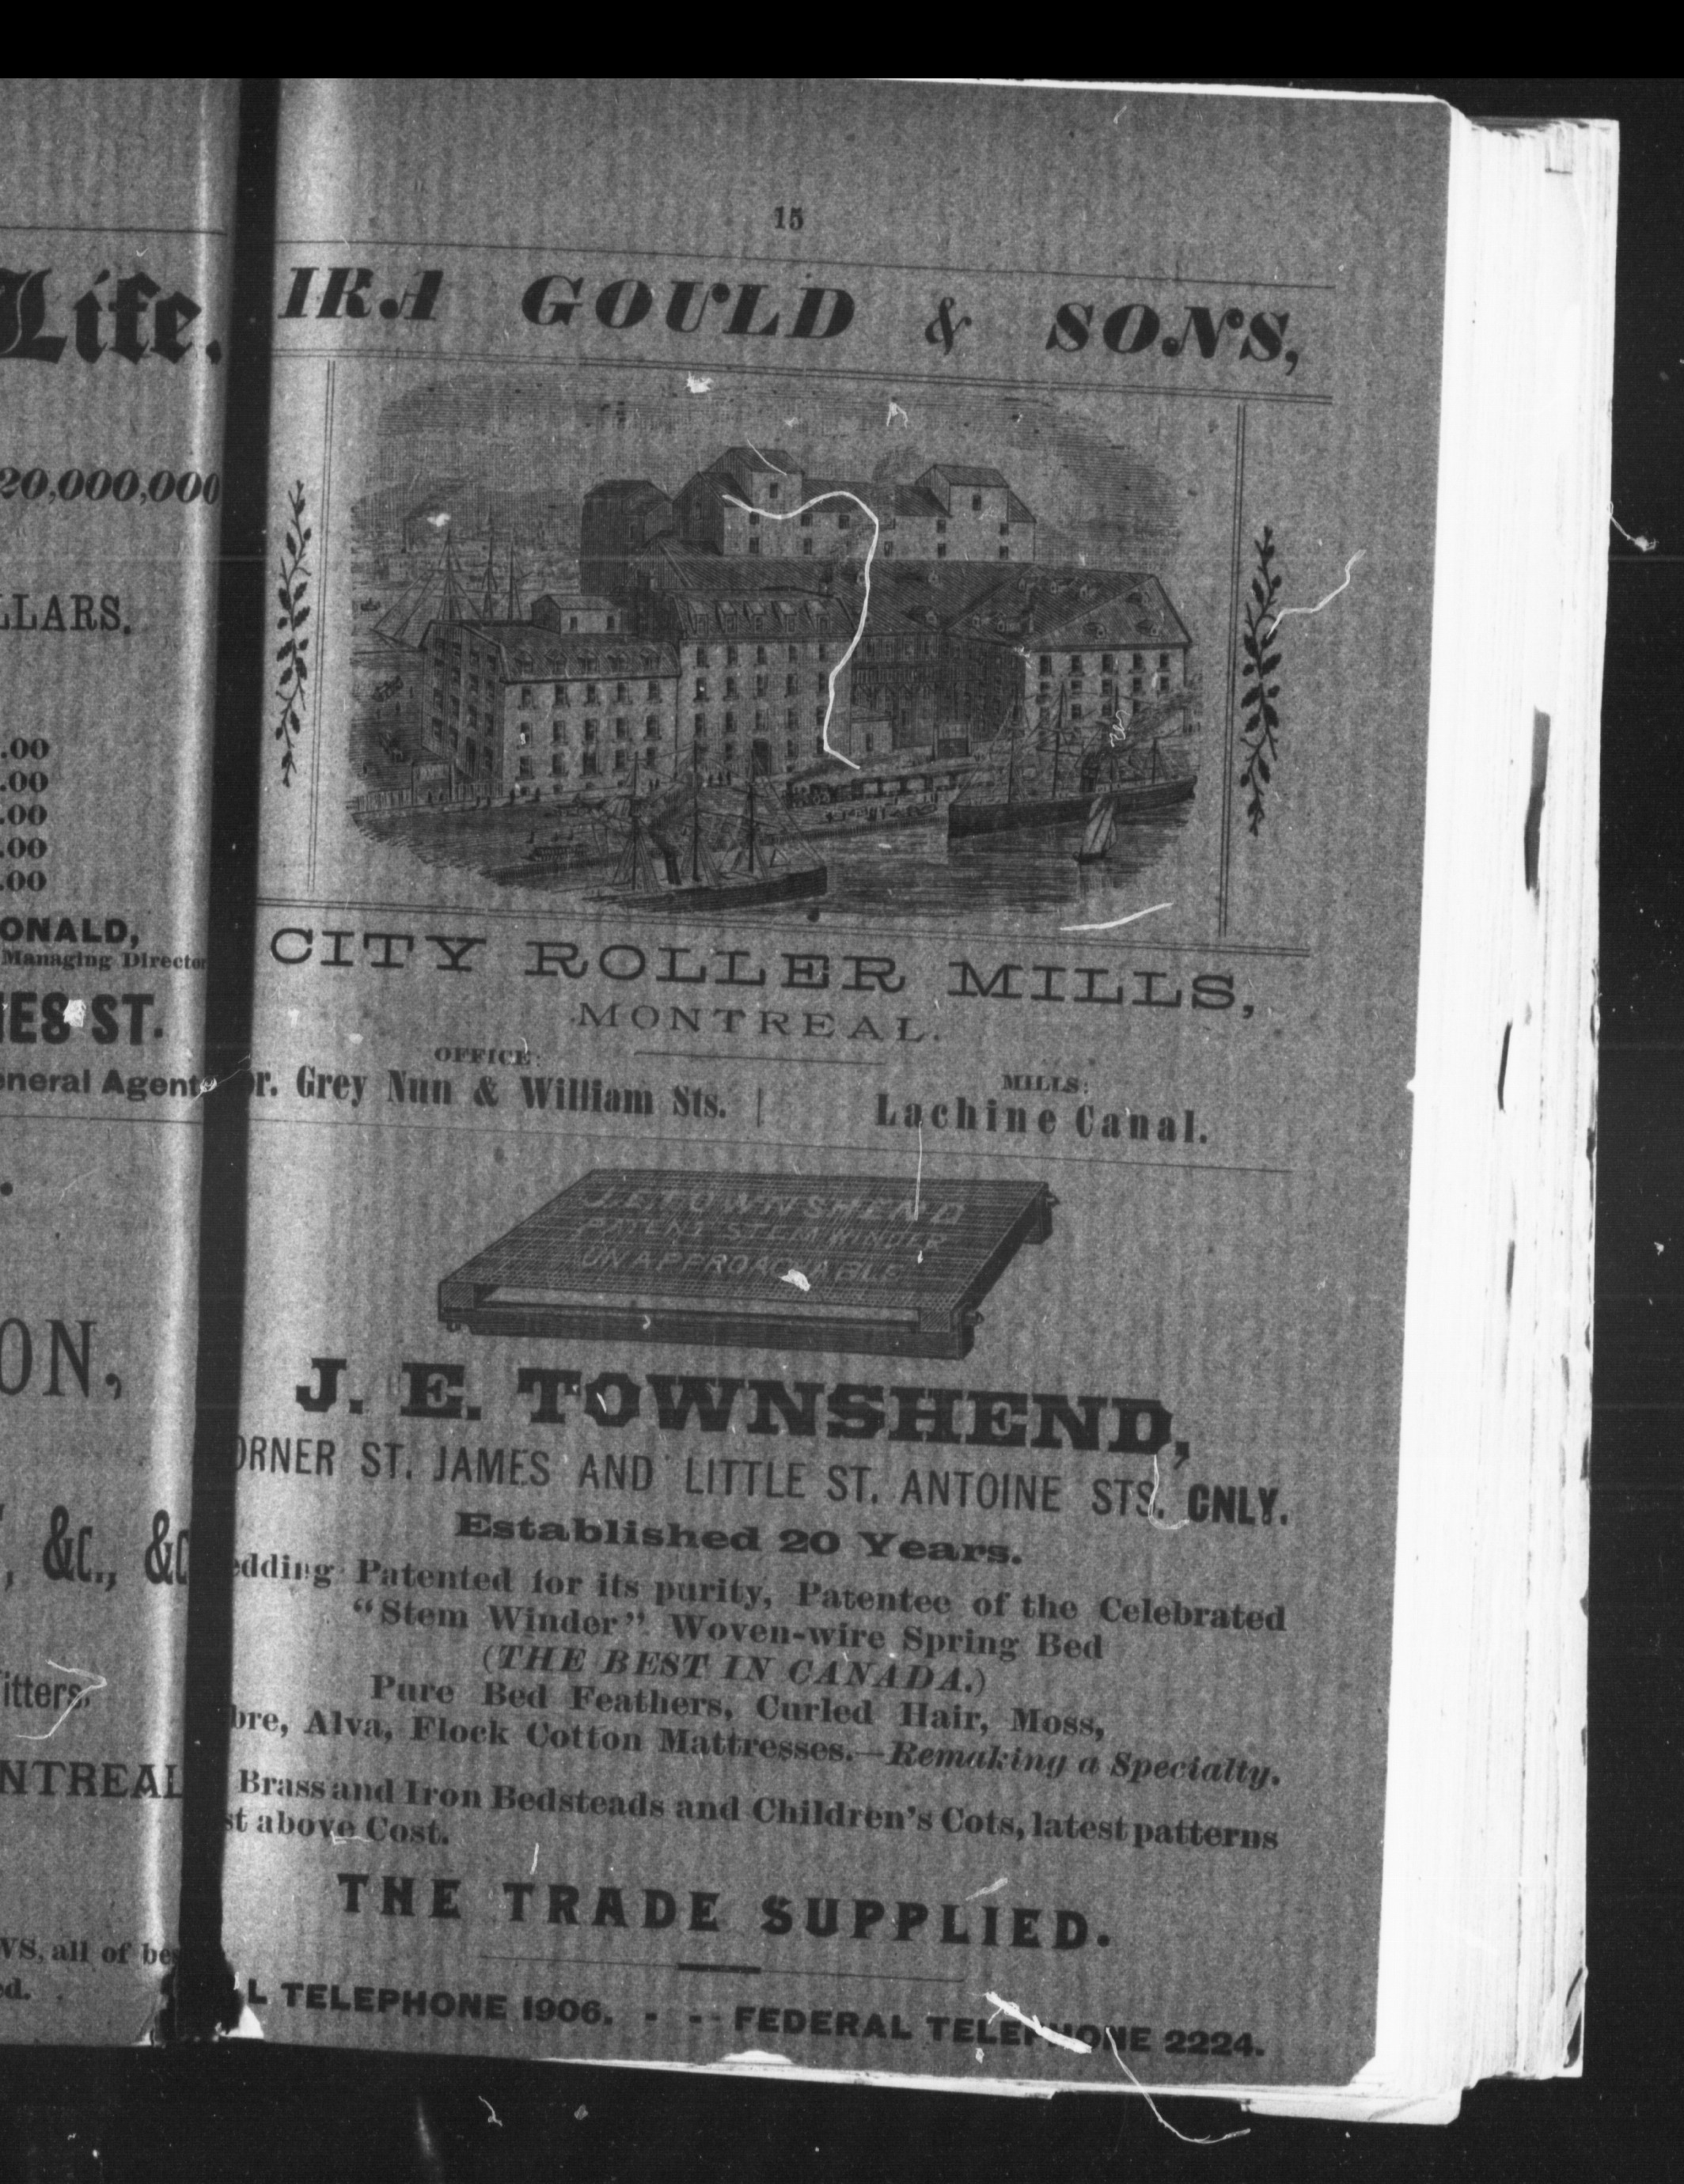 Life.
20,000,000
LLARS.
.00
.00
.00
.00
.00
ONALD,
Managing Director
MES ST.
eneral Agent
ON,
, &c., &c
itters,
NTREAL
WS, all of be
ed.
15
IRA GOULD & SONS,
CITY ROLLER MILLS,
MONTREAL.
OFFICE:
or. Grey Nun & William Sts. |
MILLS:
Lachine Canal.
J.E. TOWNSHEND
PATENT STEM WINDER
UNAPPROACHABLE
J. E. TOWNSHEND,
ORNER ST. JAMES AND LITTLE ST. ANTOINE STS. ONLY.
Established 20 Years.
edding Patented for its purity, Patentee of the Celebrated
"Stem Winder" Woven-wire Spring Bed
(THE BEST IN CANADA.)
Pure Bed Feathers, Curled Hair, Moss,
bre, Alva, Flock Cotton Mattresses.—Remaking a Specialty.
Brass and Iron Bedsteads and Children's Cots, latest patterns
st above Cost.
THE TRADE SUPPLIED.
L TELEPHONE 1906. - -- FEDERAL TELEPHONE 2224.